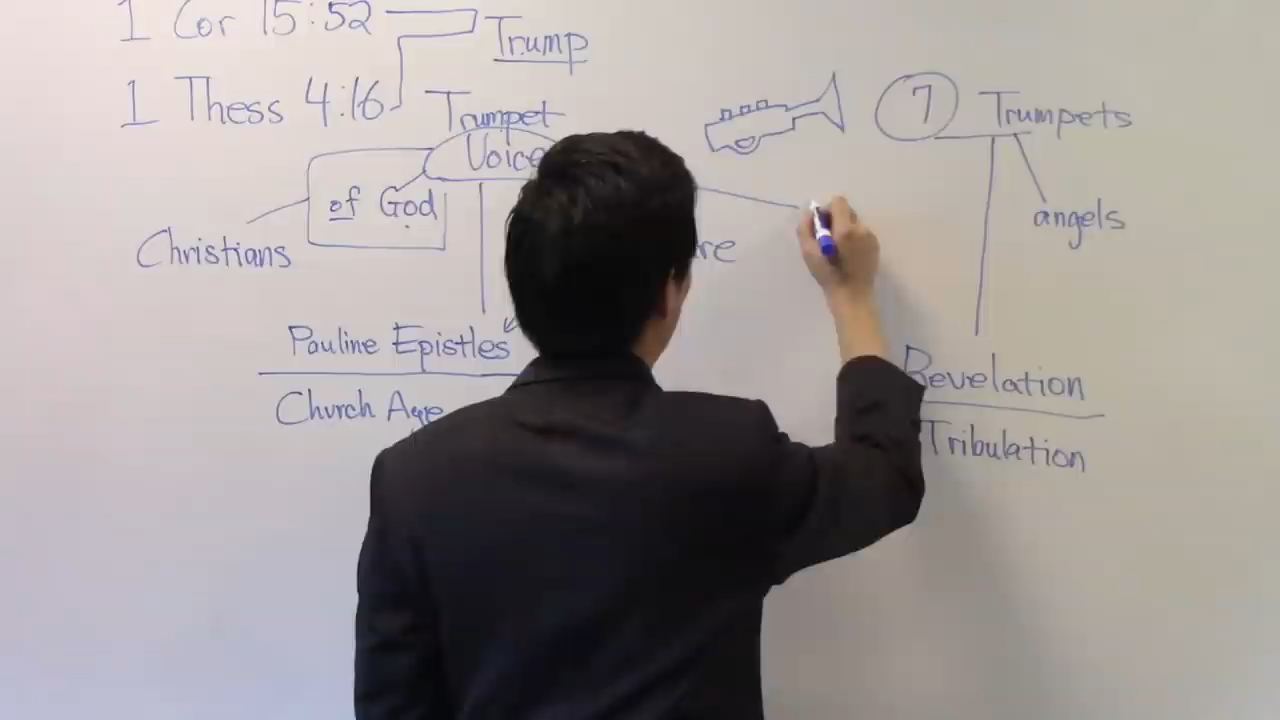 1 Cor 15:52
Trump
1 Thess 4:16
Trumpet
Voice
of God
Christians
Pauline Epistles
Church Age
7 Trumpets
angels
Revelation
Tribulation